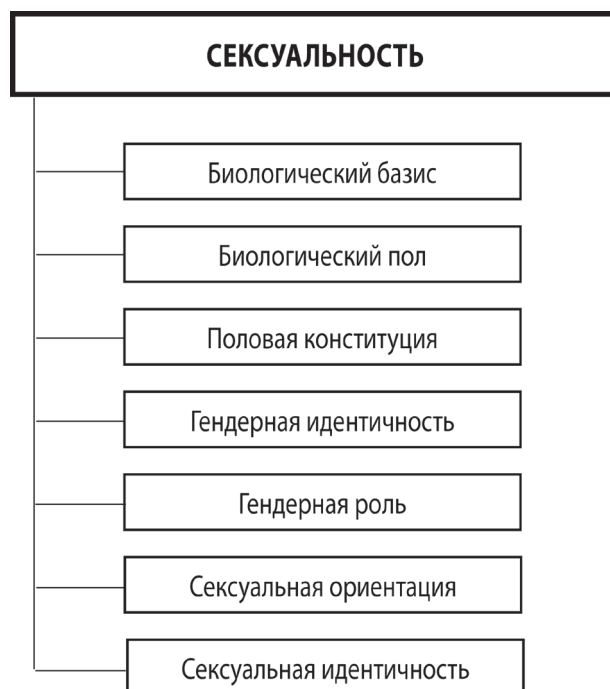 СЕКСУАЛЬНОСТЬ
Биологический базис
Биологический пол
Половая конституция
Гендерная идентичность
Гендерная роль
Сексуальная ориентация
Сексуальная идентичность